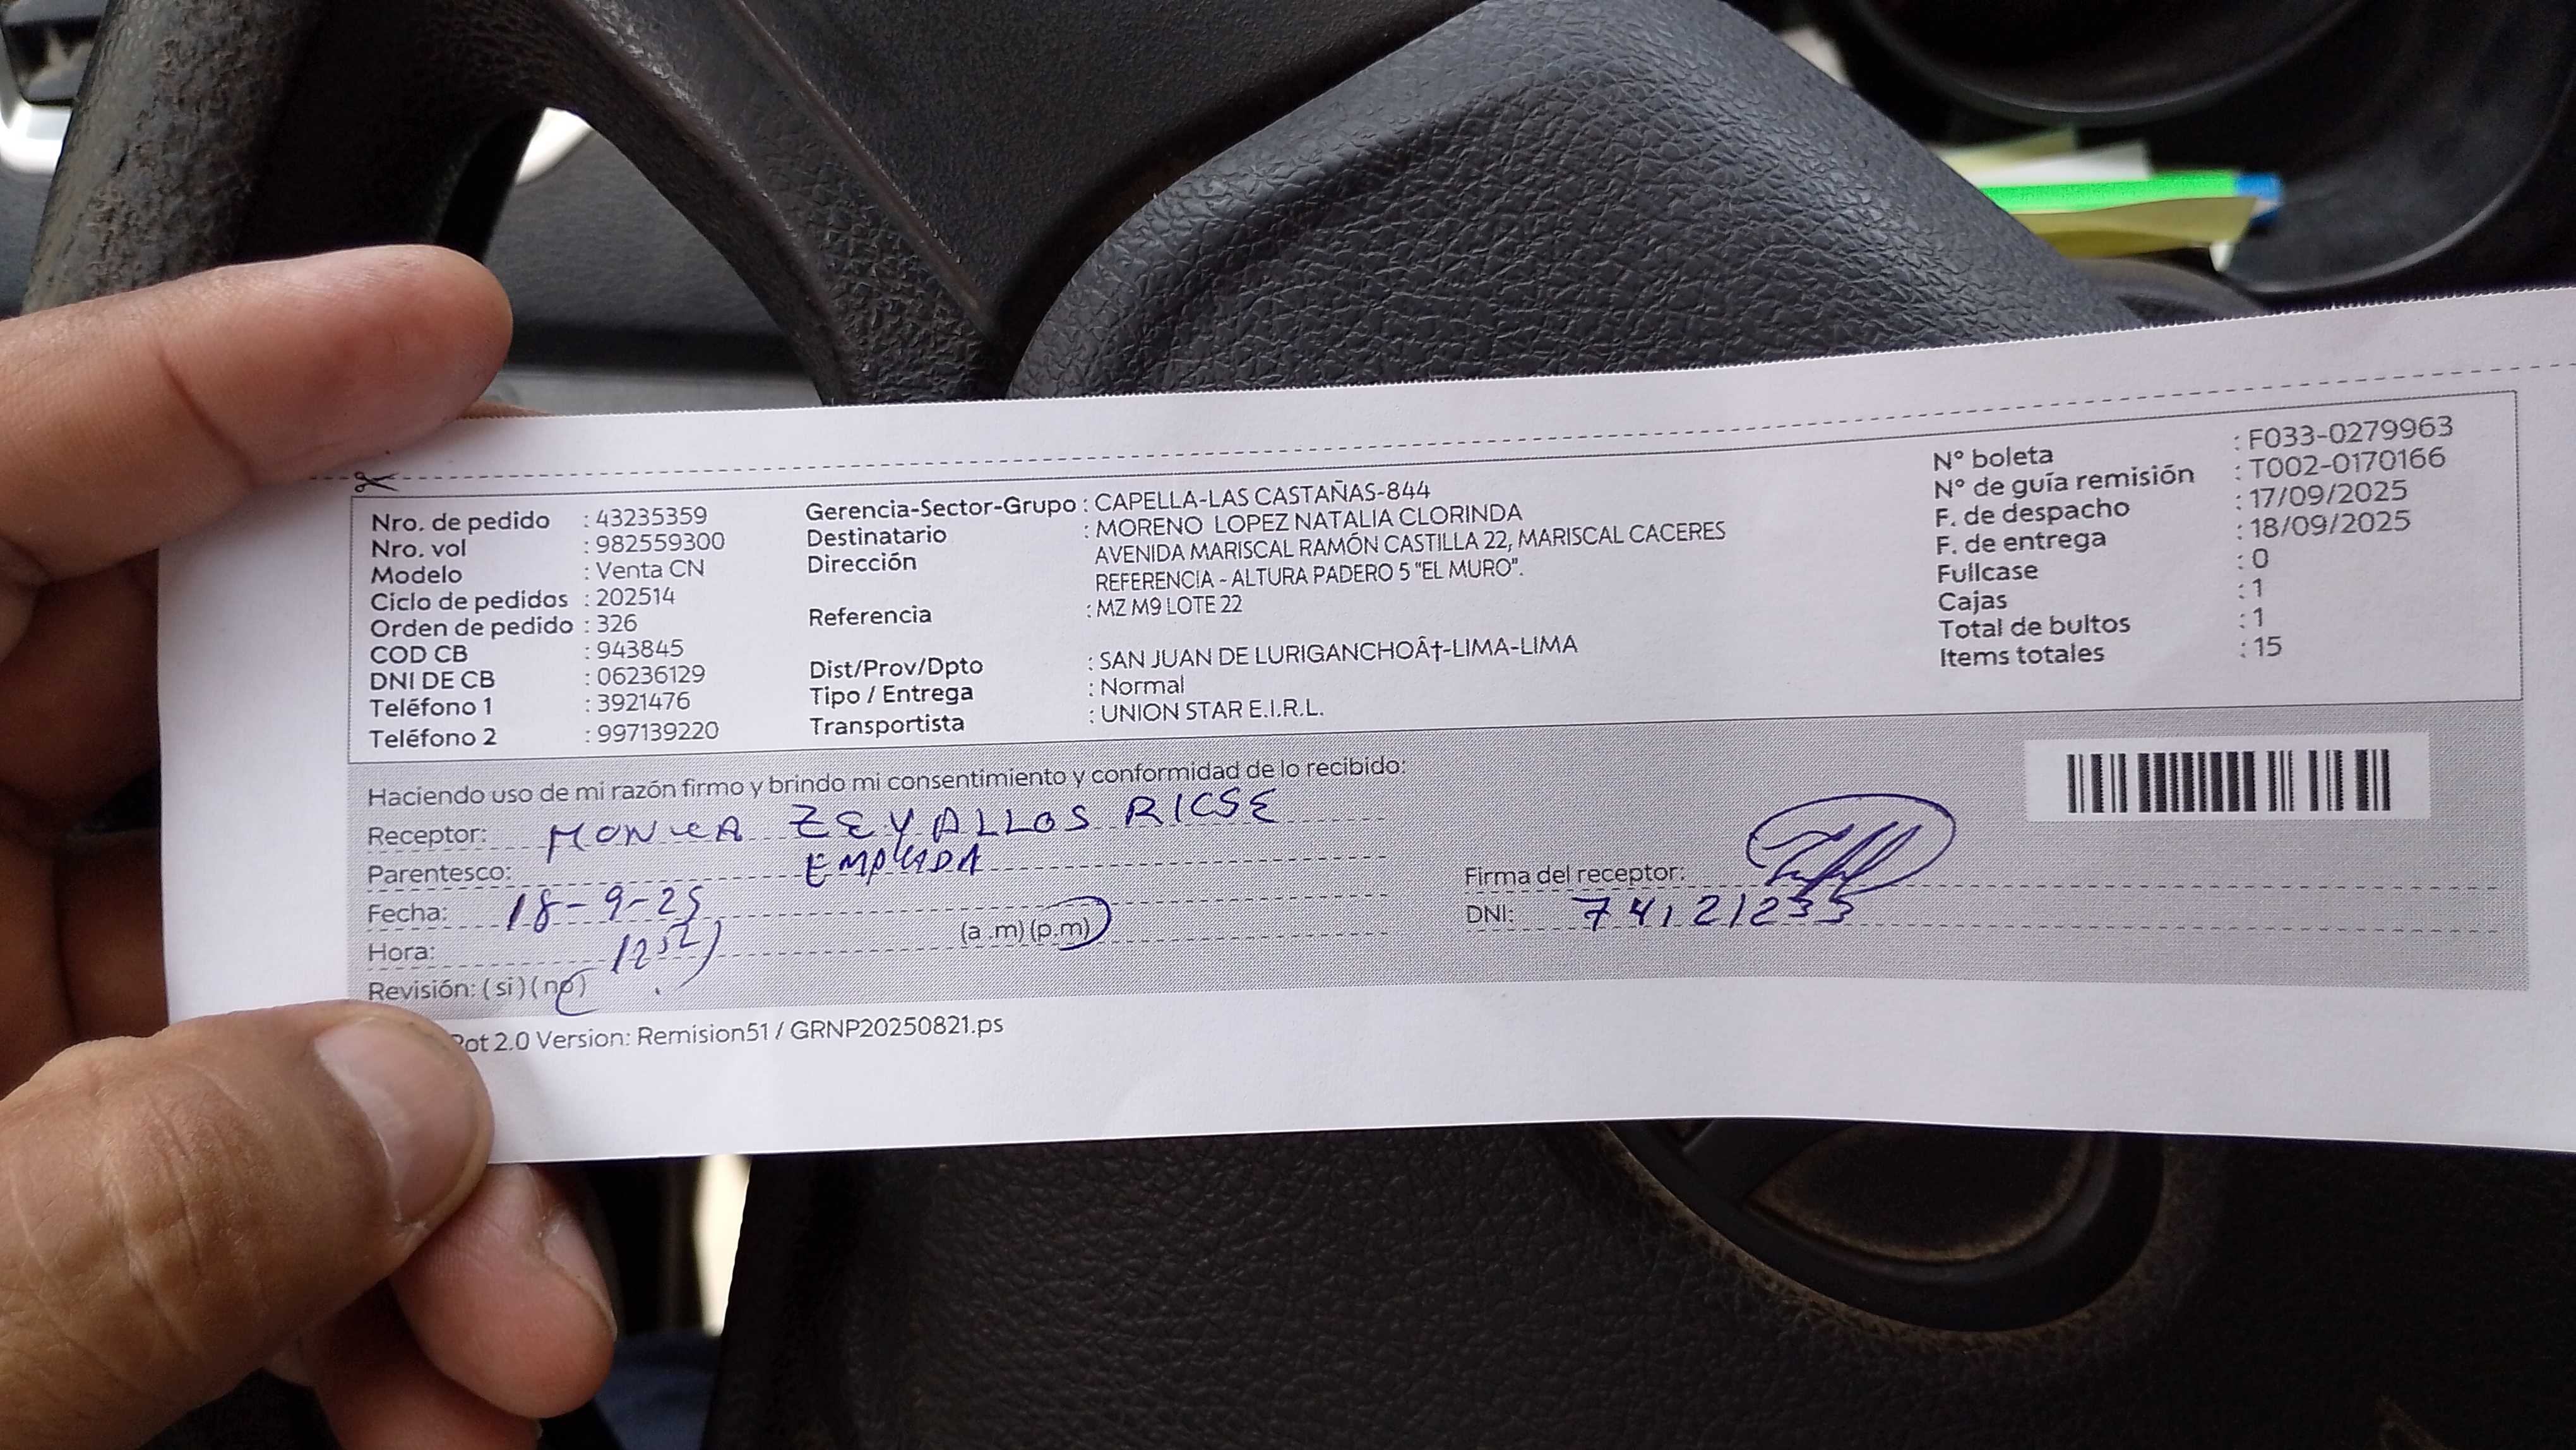 Nro. de pedido : 43235359
Nro. vol : 982559300
Modelo : Venta CN
Ciclo de pedidos : 202514
Orden de pedido : 326
COD CB : 943845
DNI DE CB : 06236129
Teléfono 1 : 3921476
Teléfono 2 : 997139220
Gerencia-Sector-Grupo : CAPELLA-LAS CASTAÑAS-844
Destinatario : MORENO LOPEZ NATALIA CLORINDA
Dirección AVENIDA MARISCAL RAMÓN CASTILLA 22, MARISCAL CACERES
REFERENCIA - ALTURA PADERO 5 "EL MURO".
Referencia : MZ M9 LOTE 22
Dist/Prov/Dpto : SAN JUAN DE LURIGANCHOÂ†-LIMA-LIMA
Tipo / Entrega : Normal
Transportista : UNION STAR E.I.R.L.
Nº boleta : F033-0279963
Nº de guía remisión : T002-0170166
F. de despacho : 17/09/2025
F. de entrega : 18/09/2025
Fullcase : 0
Cajas : 1
Total de bultos : 1
Items totales : 15
Haciendo uso de mi razón firmo y brindo mi consentimiento y conformidad de lo recibido:
Receptor: ZEVALLOS RICSE
Parentesco:
Fecha: 18-9-25
Hora: (a .m) (p.m)
Revisión: (si) (no)
Firma del receptor:
DNI: 74121235
2.0 Version: Remision51 / GRNP20250821.ps